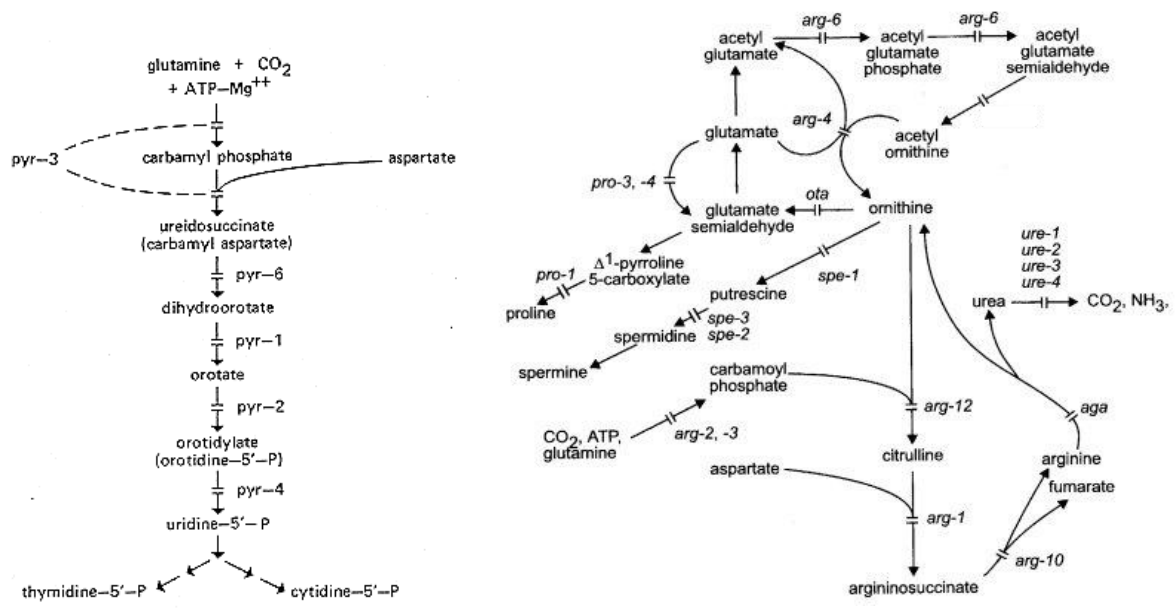 glutamine + CO2
+ ATP–Mg++
pyr–3
carbamyl phosphate
aspartate
ureidosuccinate
(carbamyl aspartate)
pyr–6
dihydroorotate
pyr–1
orotate
pyr–2
orotidylate
(orotidine–5′–P)
pyr–4
uridine–5′–P
thymidine–5′–P
cytidine–5′–P
acetyl
glutamate
arg-6
acetyl
glutamate
phosphate
arg-6
acetyl
glutamate
semialdehyde
glutamate
arg-4
acetyl
ornithine
pro-3, -4
glutamate
semialdehyde
ota
ornithine
Δ1-pyrroline
5-carboxylate
pro-1
proline
spe-1
putrescine
spe-3
spe-2
spermidine
spermine
ure-1
ure-2
ure-3
ure-4
urea
CO2, NH3,
carbamoyl
phosphate
arg-12
aga
CO2, ATP,
glutamine
arg-2, -3
citrulline
arginine
fumarate
aspartate
arg-1
arg-10
argininosuccinate